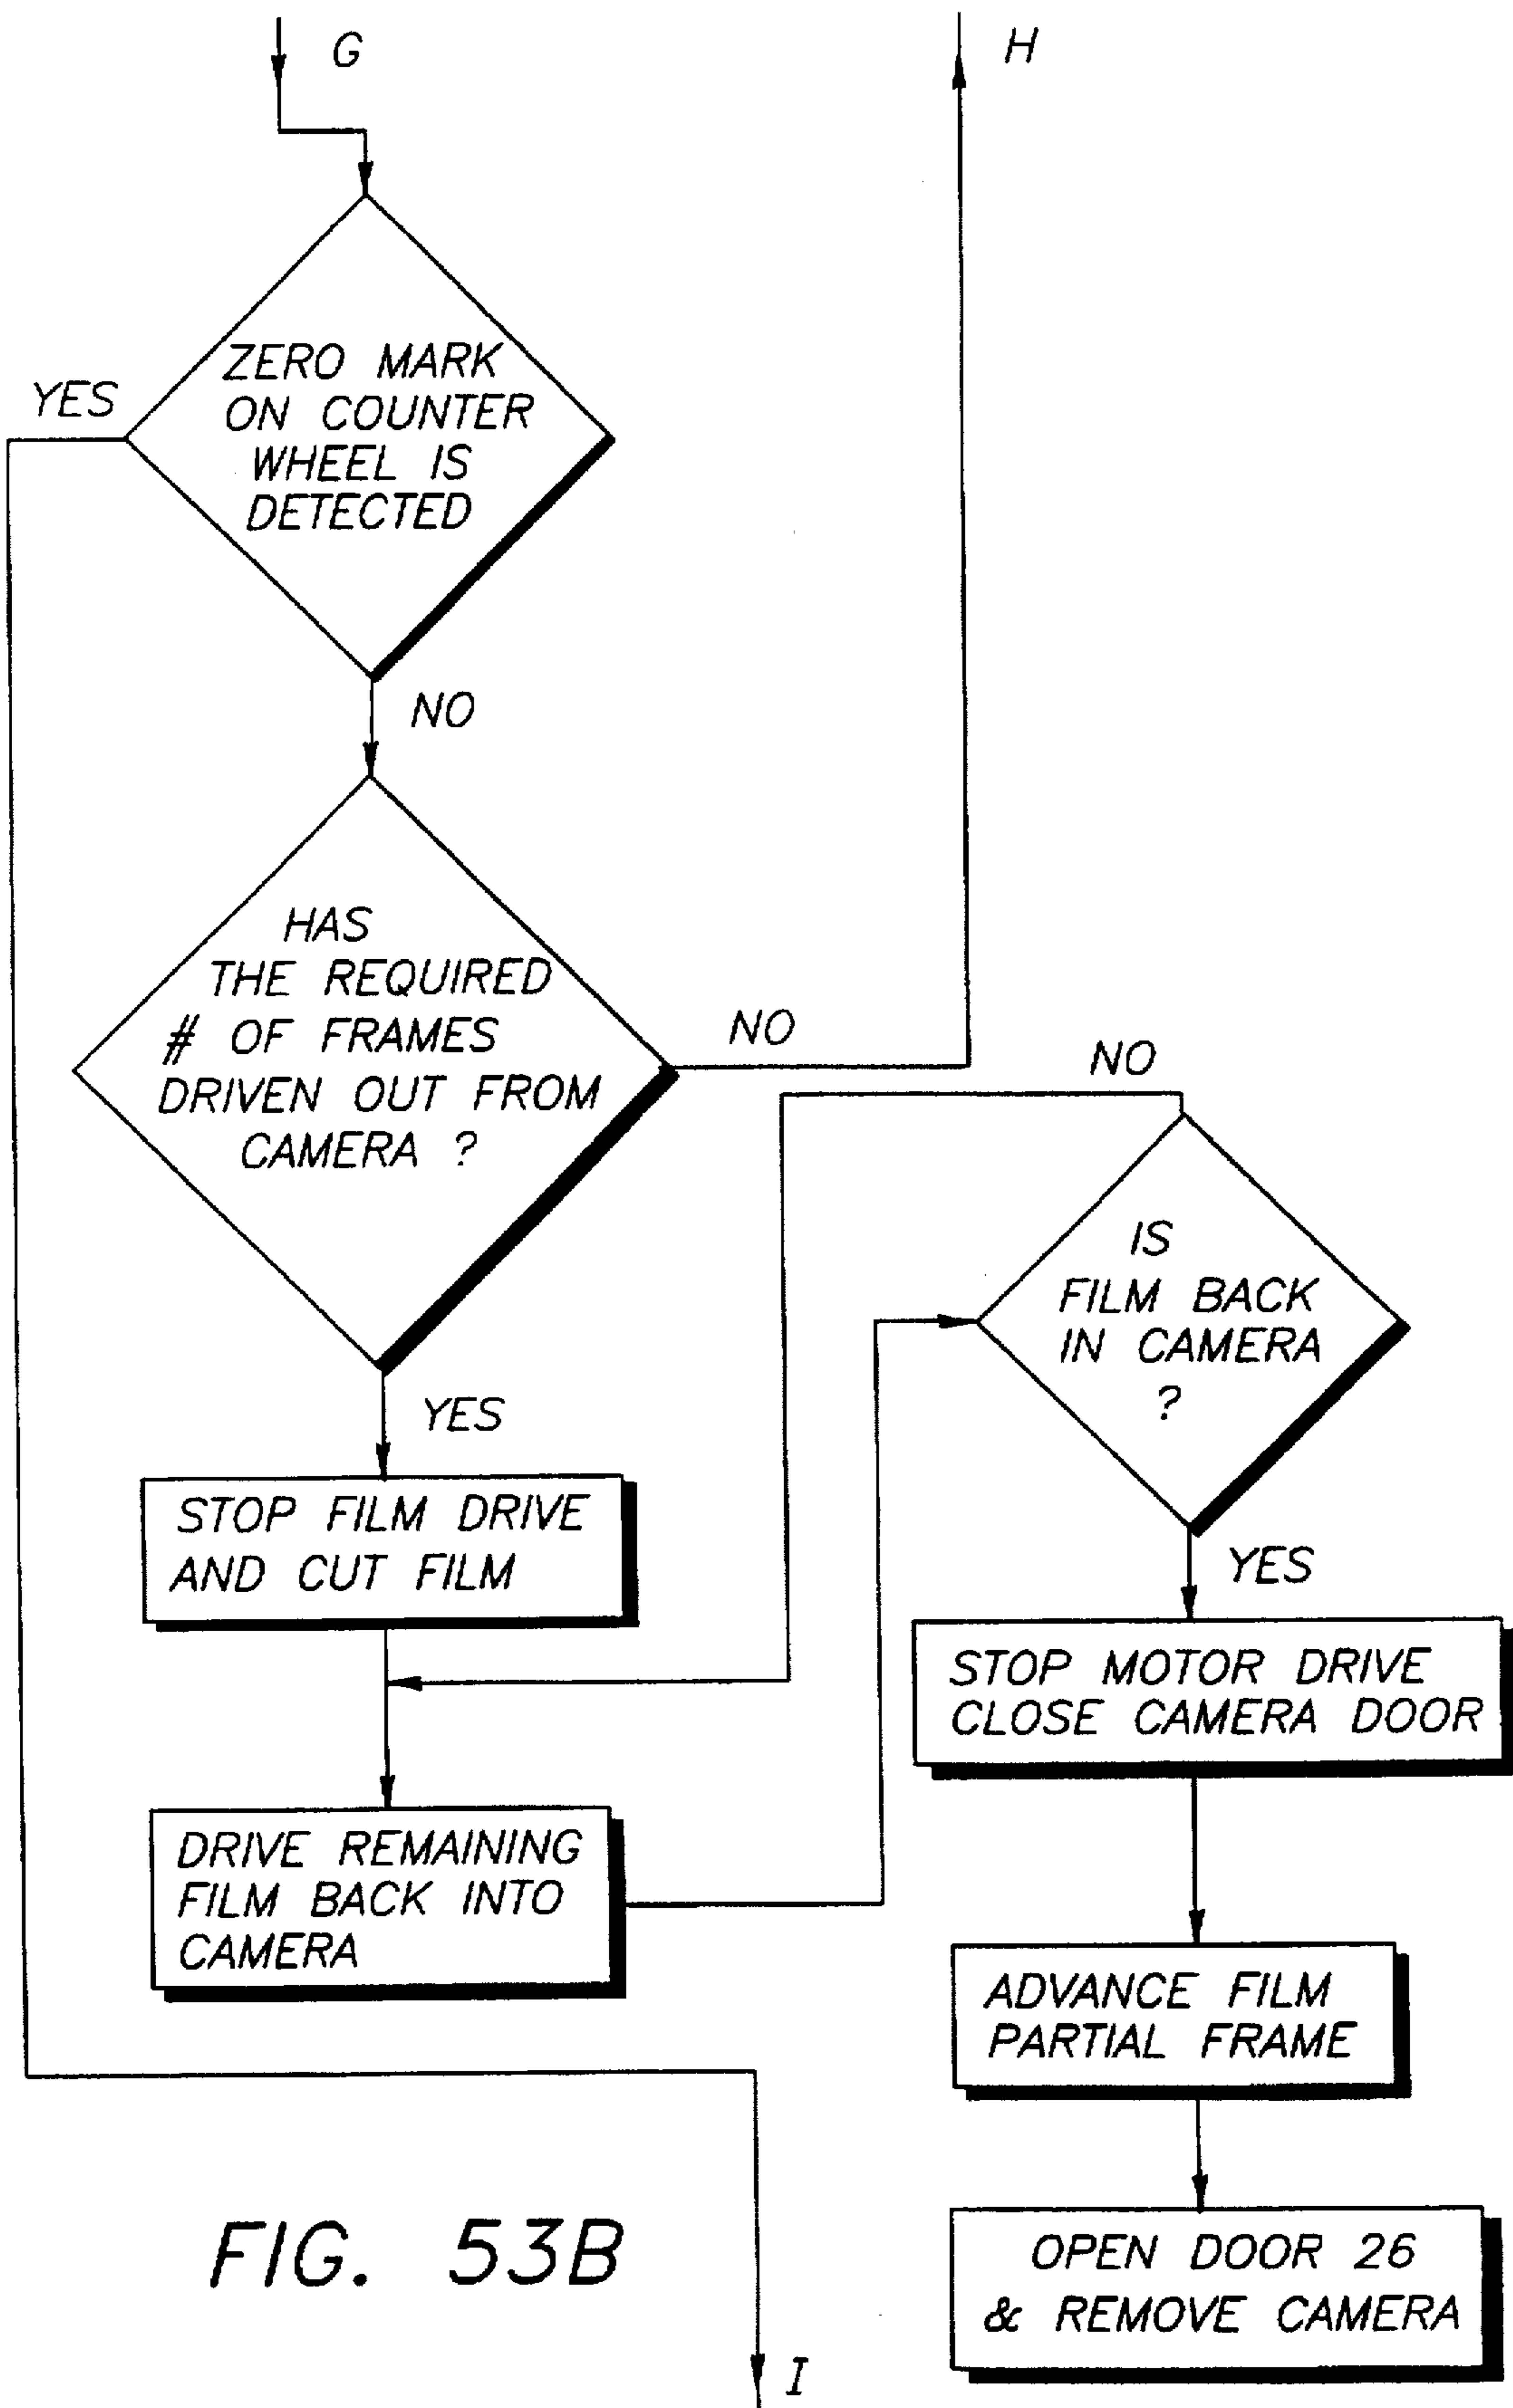 G
H
ZERO MARK
ON COUNTER
WHEEL IS
DETECTED
YES
NO
HAS
THE REQUIRED
# OF FRAMES
DRIVEN OUT FROM
CAMERA ?
NO
YES
STOP FILM DRIVE
AND CUT FILM
DRIVE REMAINING
FILM BACK INTO
CAMERA
NO
IS
FILM BACK
IN CAMERA
?
YES
STOP MOTOR DRIVE
CLOSE CAMERA DOOR
ADVANCE FILM
PARTIAL FRAME
OPEN DOOR 26
& REMOVE CAMERA
I
FIG. 53B